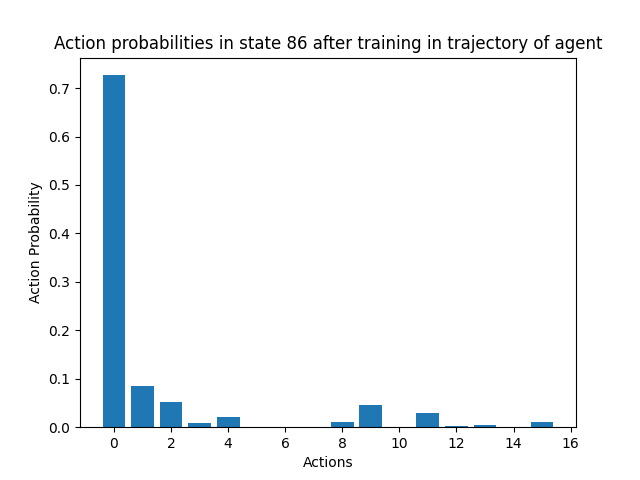 Action probabilities in state 86 after training in trajectory of agent
0.7
0.6
0.5
0.4
0.3
0.2
0.1
0.0
Action Probability
0 2 4 6 8 10 12 14 16
Actions